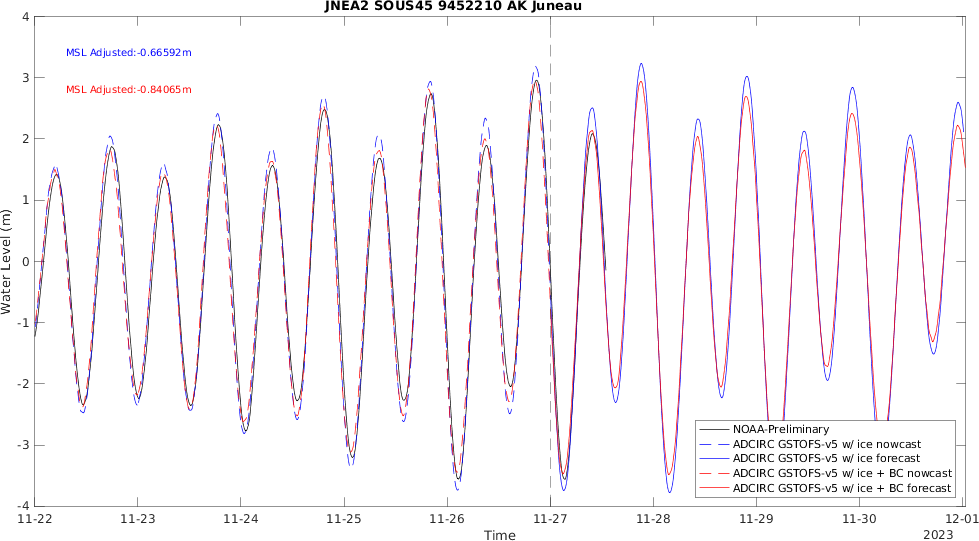 JNEA2 SOUS45 9452210 AK Juneau
MSL Adjusted:-0.66592m
MSL Adjusted:-0.84065m
Water Level (m)
4
3
2
1
0
-1
-2
-3
-4
NOAA-Preliminary
ADCIRC GSTOFS-v5 w/ ice nowcast
ADCIRC GSTOFS-v5 w/ ice forecast
ADCIRC GSTOFS-v5 w/ ice + BC nowcast
ADCIRC GSTOFS-v5 w/ ice + BC forecast
11-22 11-23 11-24 11-25 11-26 11-27 11-28 11-29 11-30 12-01
Time
2023